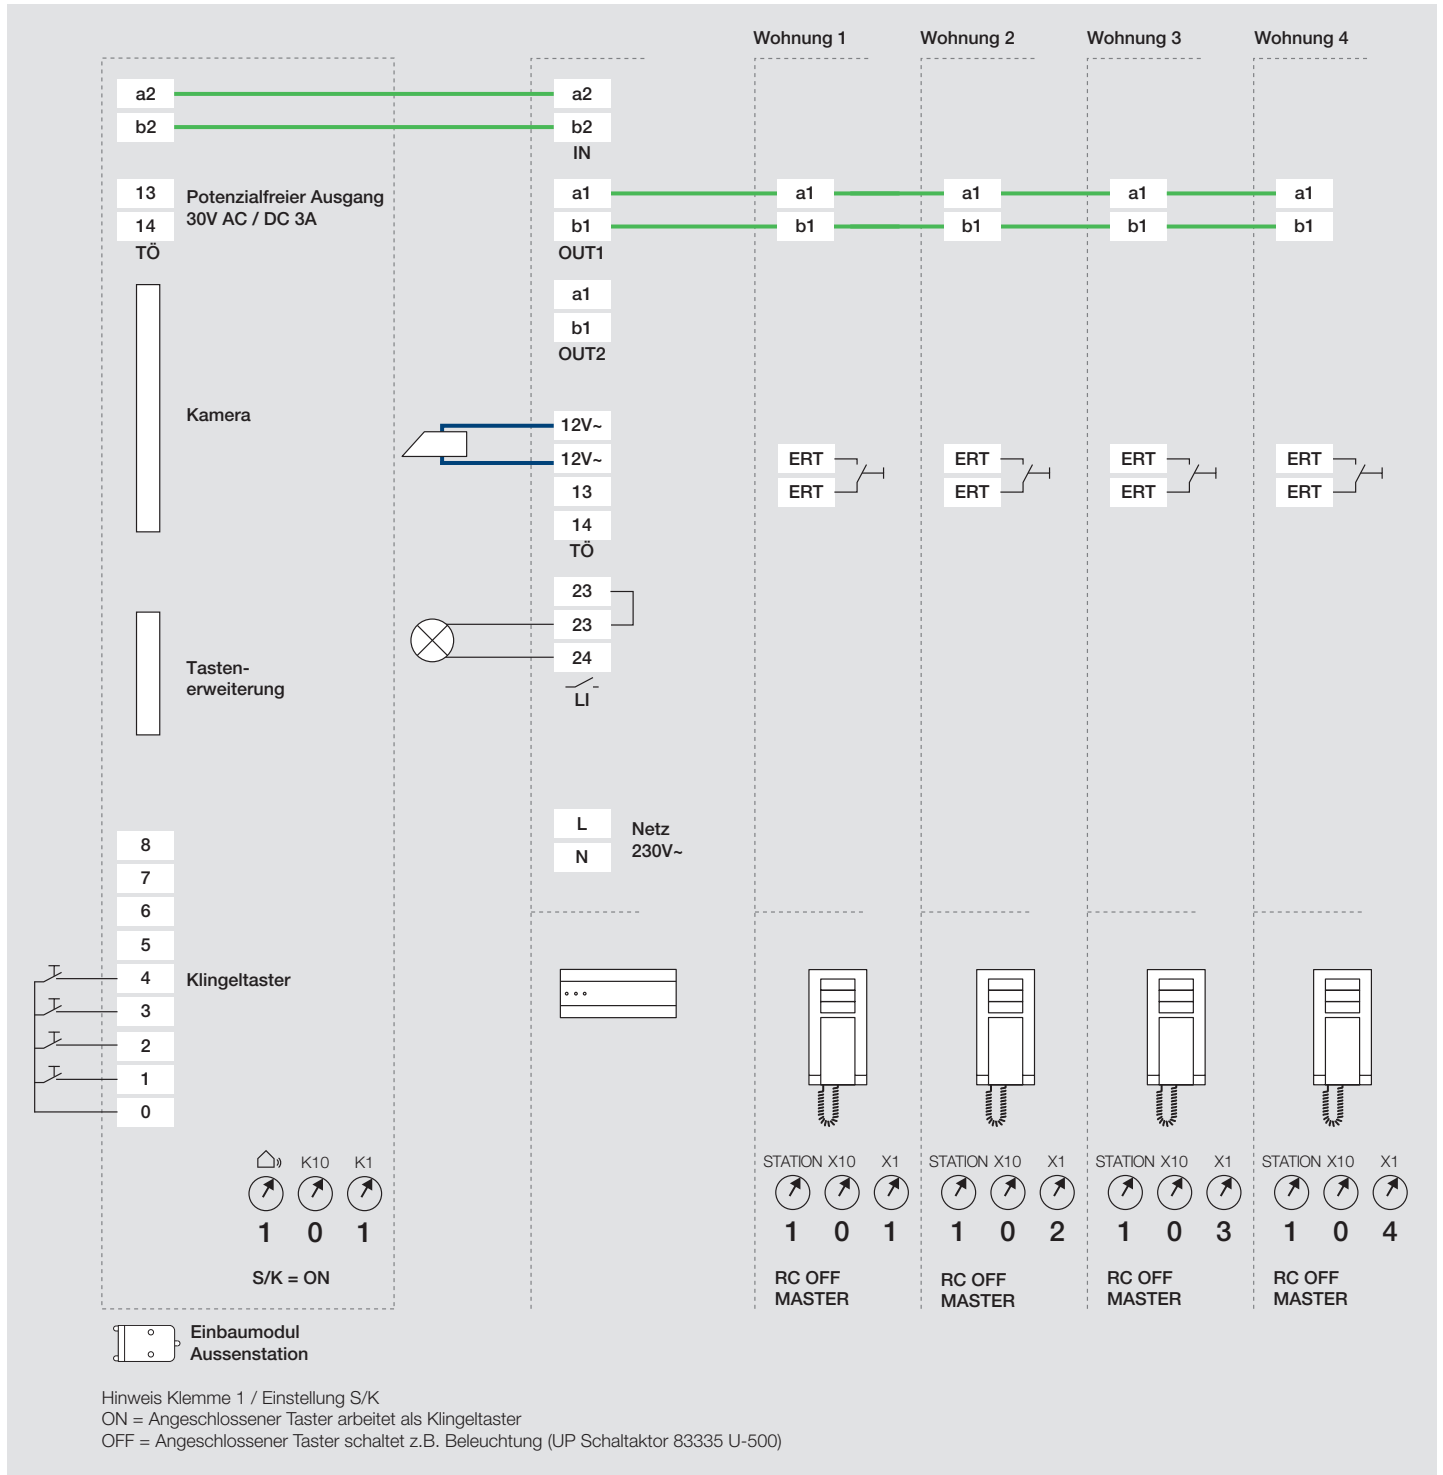 Wohnung 1
Wohnung 2
Wohnung 3
Wohnung 4
a2
b2
13
14
TÖ
Potenzialfreier Ausgang
30V AC / DC 3A
Kamera
Tasten-
erweiterung
8
7
6
5
4
3
2
1
0
Klingeltaster
K10
K1
1
0
1
S/K = ON
Einbaumodul
Aussenstation
a2
b2
IN
a1
b1
OUT1
a1
b1
OUT2
12V~
12V~
13
14
TÖ
23
23
24
LI
L
N
Netz
230V~
a1
b1
ERT
ERT
STATION X10 X1
1 0 1
RC OFF
MASTER
a1
b1
ERT
ERT
STATION X10 X1
1 0 2
RC OFF
MASTER
a1
b1
ERT
ERT
STATION X10 X1
1 0 3
RC OFF
MASTER
a1
b1
ERT
ERT
STATION X10 X1
1 0 4
RC OFF
MASTER
Hinweis Klemme 1 / Einstellung S/K
ON = Angeschlossener Taster arbeitet als Klingeltaster
OFF = Angeschlossener Taster schaltet z.B. Beleuchtung (UP Schaltaktor 83335 U-500)